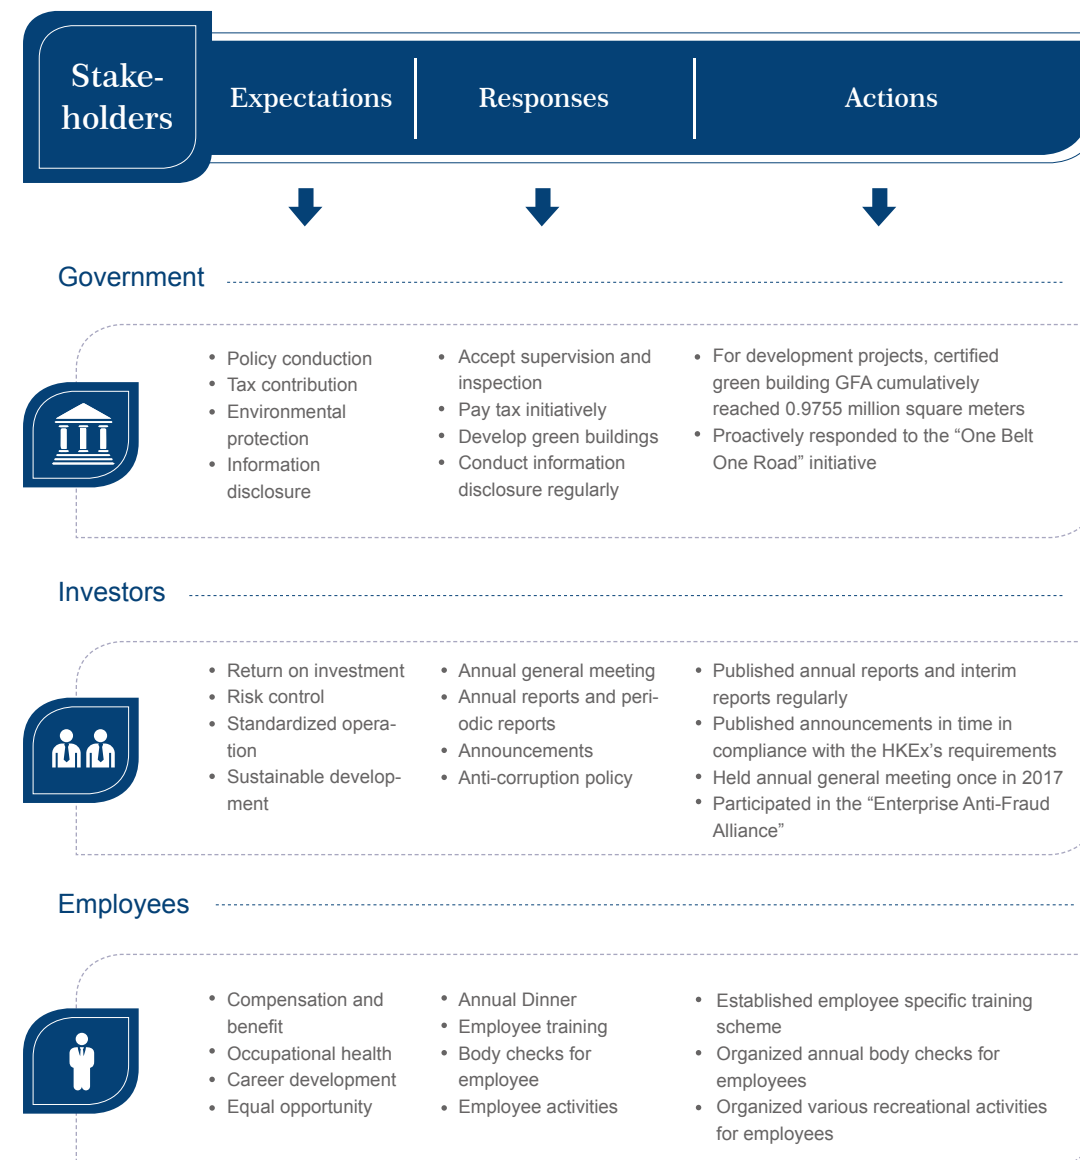 Stake-
holders
Expectations
Responses
Actions
Government
• Policy conduction
• Tax contribution
• Environmental
protection
• Information
disclosure
• Accept supervision and
inspection
• Pay tax initiatively
• Develop green buildings
• Conduct information
disclosure regularly
• For development projects, certified
green building GFA cumulatively
reached 0.9755 million square meters
• Proactively responded to the “One Belt
One Road” initiative
Investors
• Return on investment
• Risk control
• Standardized opera-
tion
• Sustainable develop-
ment
• Annual general meeting
• Annual reports and peri-
odic reports
• Announcements
• Anti-corruption policy
• Published annual reports and interim
reports regularly
• Published announcements in time in
compliance with the HKEx’s requirements
• Held annual general meeting once in 2017
• Participated in the “Enterprise Anti-Fraud
Alliance”
Employees
• Compensation and
benefit
• Occupational health
• Career development
• Equal opportunity
• Annual Dinner
• Employee training
• Body checks for
employee
• Employee activities
• Established employee specific training
scheme
• Organized annual body checks for
employees
• Organized various recreational activities
for employees